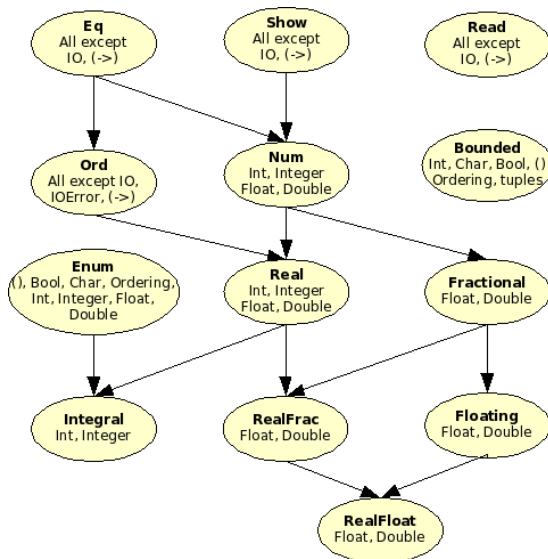 Eq
All except
IO, (->)
Show
All except
IO, (->)
Read
All except
IO, (->)
Ord
All except IO,
IOError, (->)
Num
Int, Integer
Float, Double
Bounded
Int, Char, Bool, ()
Ordering, tuples
Enum
(), Bool, Char, Ordering,
Int, Integer, Float,
Double
Real
Int, Integer
Float, Double
Fractional
Float, Double
Integral
Int, Integer
RealFrac
Float, Double
Floating
Float, Double
RealFloat
Float, Double